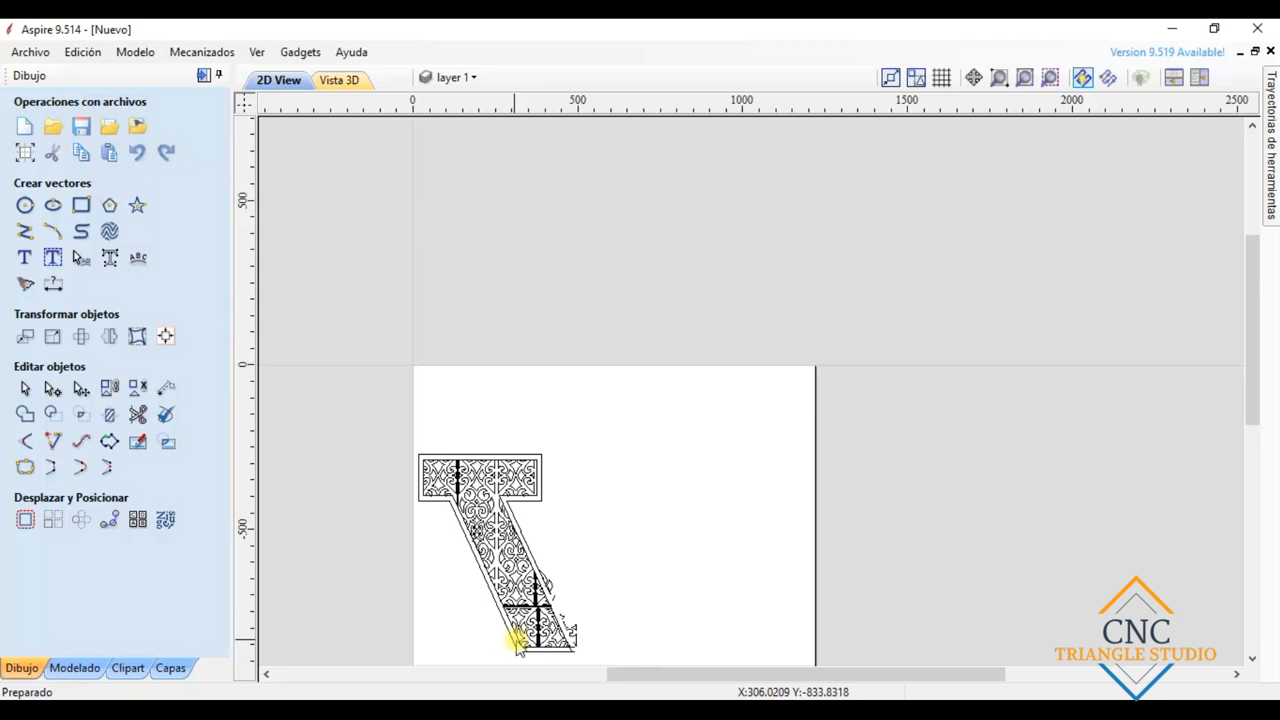 Aspire 9.514 - [Nuevo]
Archivo Edición Modelo Mecanizados Ver Gadgets Ayuda
Version 9.519 Available!
Dibujo
2D View Vista 3D
layer 1
Operaciones con archivos
0 500 1000 1500 2000 2500
Trayectorias de herramientas
Crear vectores
500
T T AB T ABC
?
Transformar objetos
0
Editar objetos
Desplazar y Posicionar
-500
CNC
TRIANGLE STUDIO
Dibujo Modelado Clipart Capas
Preparado
X:306.0209 Y:-833.8318